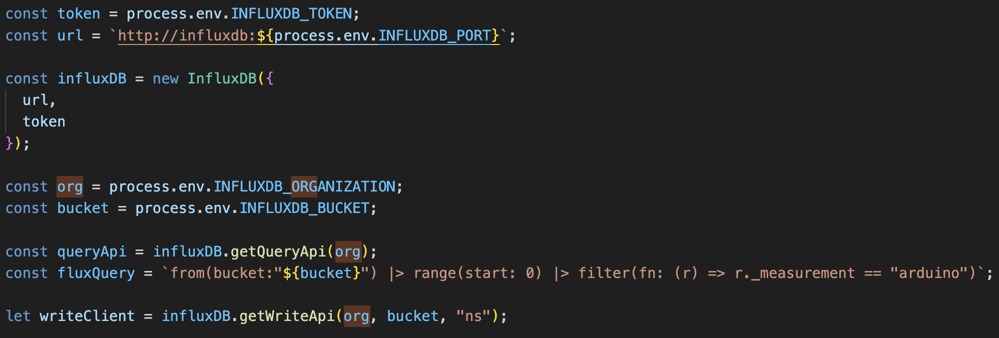 const token = process.env.INFLUXDB_TOKEN;
const url = `http://influxdb:${process.env.INFLUXDB_PORT}`;
const influxDB = new InfluxDB({
  url,
  token
});
const org = process.env.INFLUXDB_ORGANIZATION;
const bucket = process.env.INFLUXDB_BUCKET;
const queryApi = influxDB.getQueryApi(org);
const fluxQuery = `from(bucket:"${bucket}") |> range(start: 0) |> filter(fn: (r) => r._measurement == "arduino")`;
let writeClient = influxDB.getWriteApi(org, bucket, "ns");